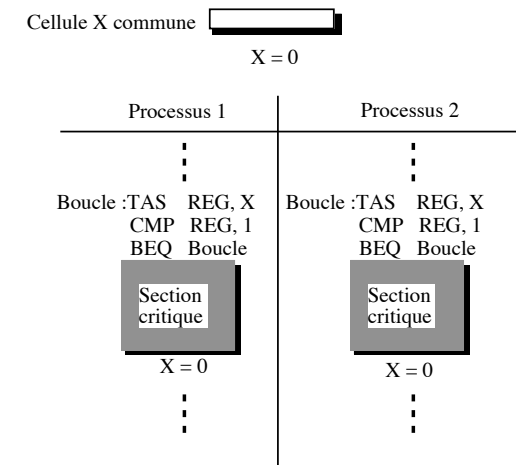 Cellule X commune
X = 0
Processus 1
Processus 2
Boucle :TAS REG, X
CMP REG, 1
BEQ Boucle
Section
critique
X = 0
Boucle :TAS REG, X
CMP REG, 1
BEQ Boucle
Section
critique
X = 0